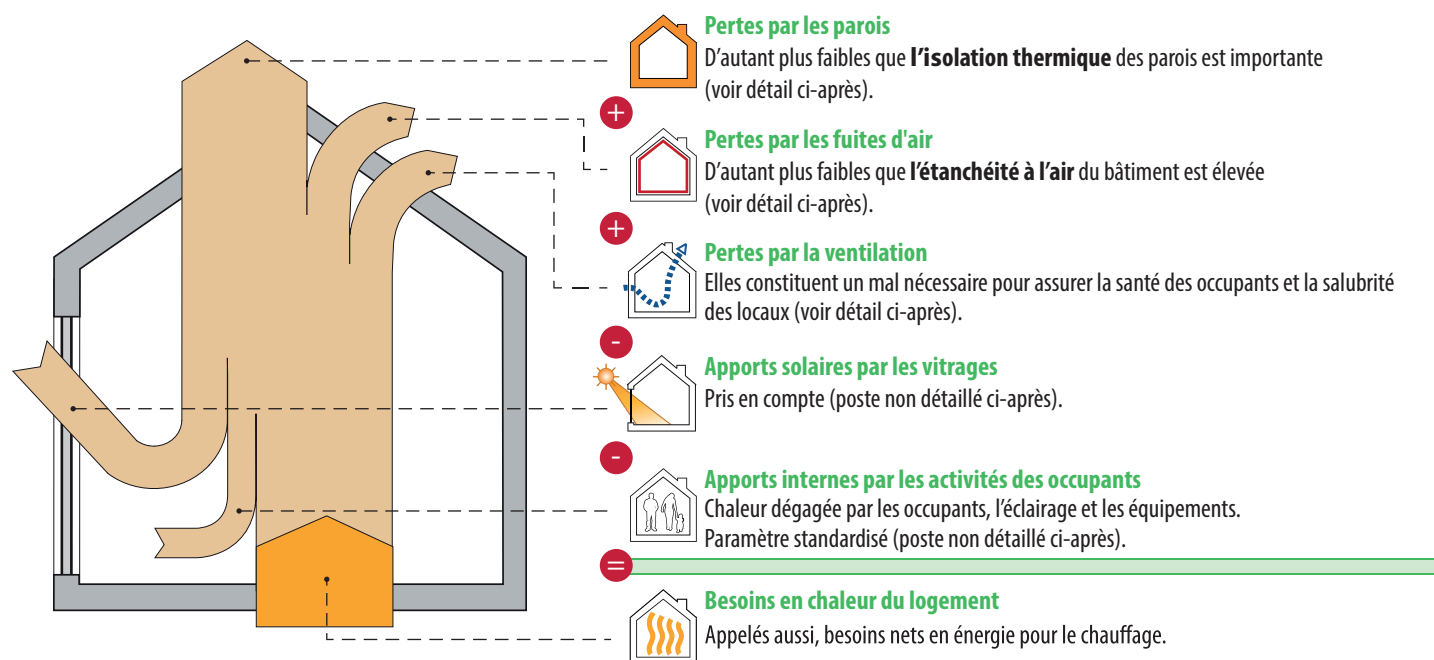 Pertes par les parois
D'autant plus faibles que l'isolation thermique des parois est importante
(voir détail ci-après).
+
Pertes par les fuites d'air
D'autant plus faibles que l'étanchéité à l'air du bâtiment est élevée
(voir détail ci-après).
+
Pertes par la ventilation
Elles constituent un mal nécessaire pour assurer la santé des occupants et la salubrité
des locaux (voir détail ci-après).
-
Apports solaires par les vitrages
Pris en compte (poste non détaillé ci-après).
-
Apports internes par les activités des occupants
Chaleur dégagée par les occupants, l'éclairage et les équipements.
Paramètre standardisé (poste non détaillé ci-après).
=
Besoins en chaleur du logement
Appelés aussi, besoins nets en énergie pour le chauffage.